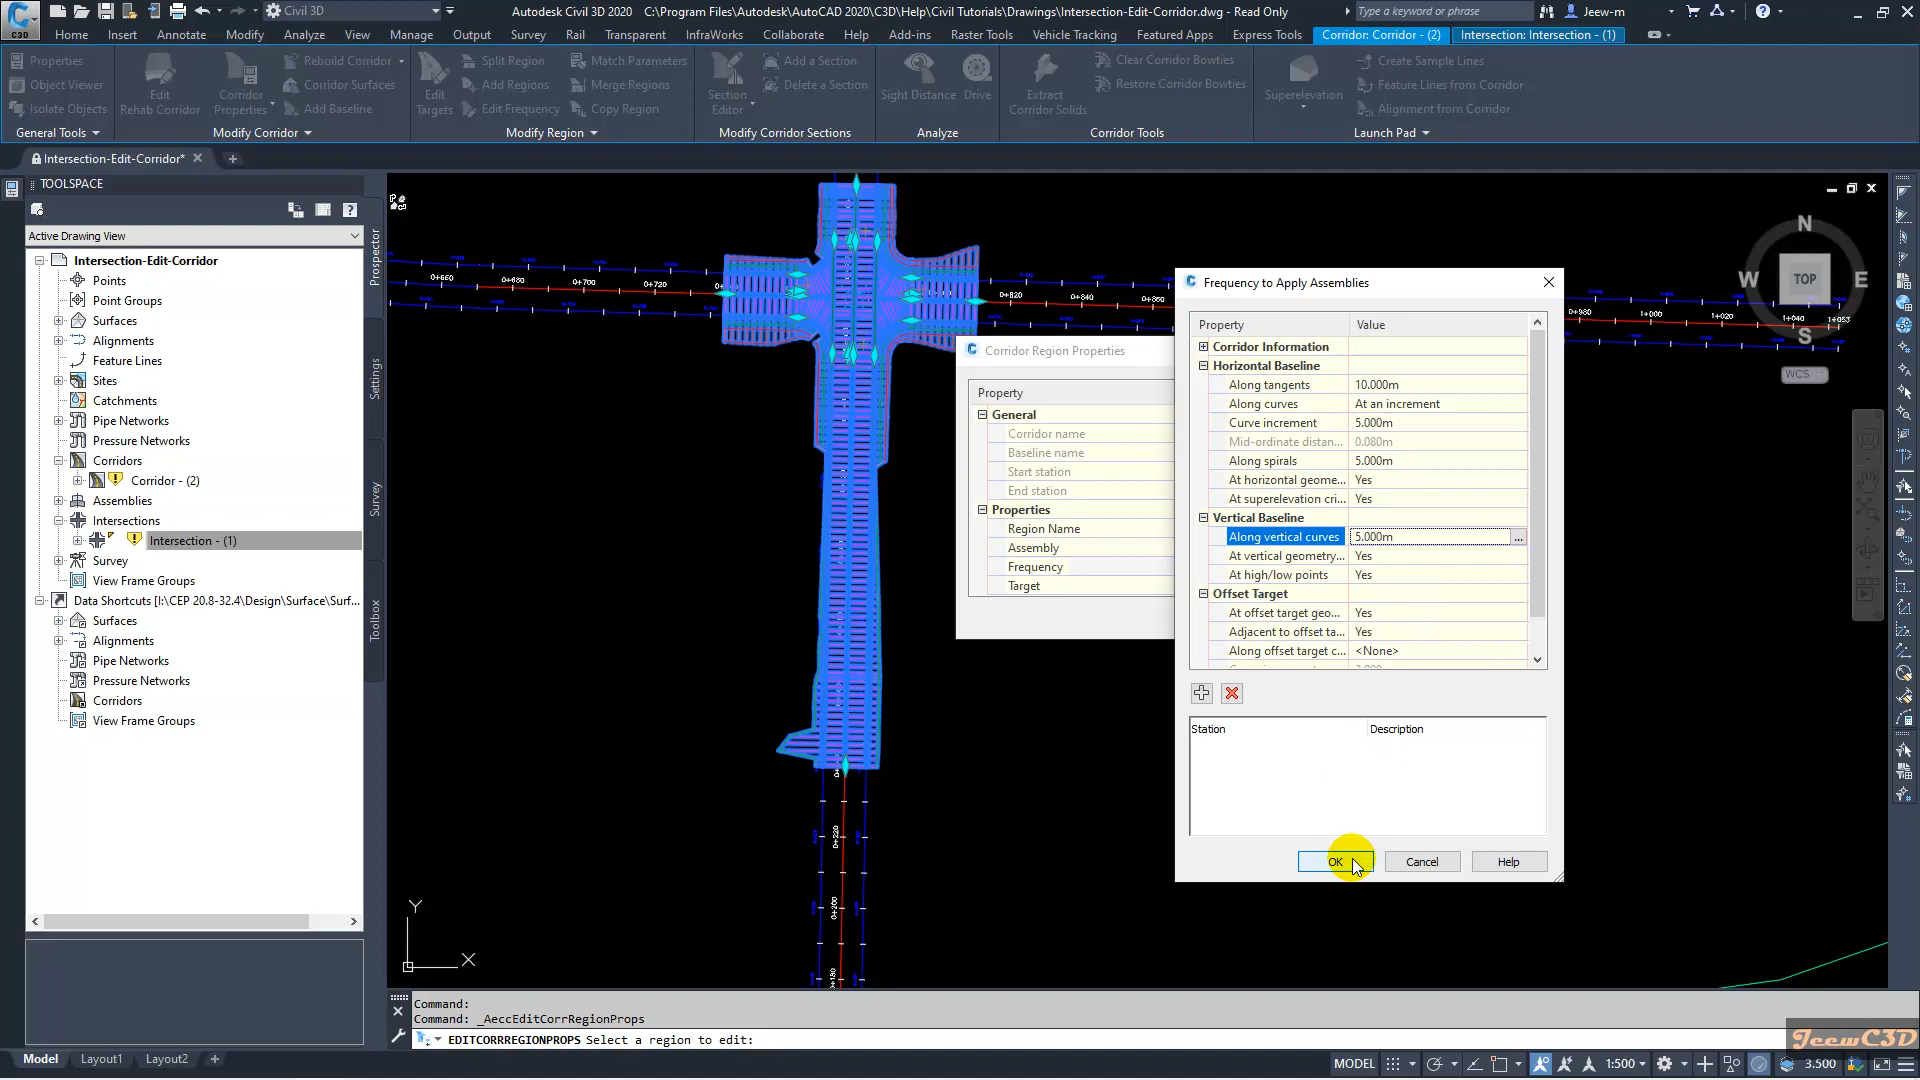 Civil 3D
Autodesk Civil 3D 2020 C:\Program Files\Autodesk\AutoCAD 2020\C3D\Help\Civil Tutorials\Drawings\Intersection-Edit-Corridor.dwg - Read Only
Type a keyword or phrase
Jeew-m
C3D
Home Insert Annotate Modify Analyze View Manage Output Survey Rail Transparent InfraWorks Collaborate Help Add-ins Raster Tools Vehicle Tracking Featured Apps Express Tools Corridor: Corridor - (2) Intersection: Intersection - (1)
Properties
Object Viewer
Isolate Objects
General Tools
Edit
Rehab Corridor
Corridor
Properties
Rebuild Corridor
Corridor Surfaces
Add Baseline
Modify Corridor
Edit
Targets
Split Region
Add Regions
Edit Frequency
Match Parameters
Merge Regions
Copy Region
Modify Region
Section
Editor
Add a Section
Delete a Section
Modify Corridor Sections
Sight Distance
Drive
Analyze
Extract
Corridor Solids
Clear Corridor Bowties
Restore Corridor Bowties
Corridor Tools
Superelevation
Create Sample Lines
Feature Lines from Corridor
Alignment from Corridor
Launch Pad
Intersection-Edit-Corridor*
TOOLSPACE
Active Drawing View
Intersection-Edit-Corridor
Points
Point Groups
Surfaces
Alignments
Feature Lines
Sites
Catchments
Pipe Networks
Pressure Networks
Corridors
Corridor - (2)
Assemblies
Intersections
Intersection - (1)
Survey
View Frame Groups
Data Shortcuts [I:\CEP 20.8-32.4\Design\Surface\Surf...
Surfaces
Alignments
Pipe Networks
Pressure Networks
Corridors
View Frame Groups
Prospector
Settings
Survey
Toolbox
0+660
0+680
0+700
0+720
0+820
0+840
0+860
0+980
1+000
1+020
1+040
1+053
0+220
0+200
0+180
N
W
TOP
E
S
WCS
Corridor Region Properties
Property
General
Corridor name
Baseline name
Start station
End station
Properties
Region Name
Assembly
Frequency
Target
Frequency to Apply Assemblies
Property Value
Corridor Information
Horizontal Baseline
Along tangents 10.000m
Along curves At an increment
Curve increment 5.000m
Mid-ordinate distan... 0.080m
Along spirals 5.000m
At horizontal geome... Yes
At superelevation cri... Yes
Vertical Baseline
Along vertical curves 5.000m ...
At vertical geometry... Yes
At high/low points Yes
Offset Target
At offset target geo... Yes
Adjacent to offset ta... Yes
Along offset target c... <None>
Station Description
OK Cancel Help
Y
X
Command:
Command: _AeccEditCorrRegionProps
EDITCORRREGIONPROPS Select a region to edit:
JeewC3D
Model Layout1 Layout2
MODEL
1:500
3.500